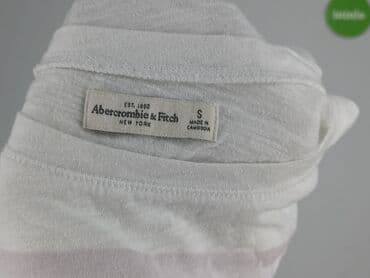 EST. 1892
Abercrombie & Fitch
NEW YORK
S
MADE IN
CAMBODIA